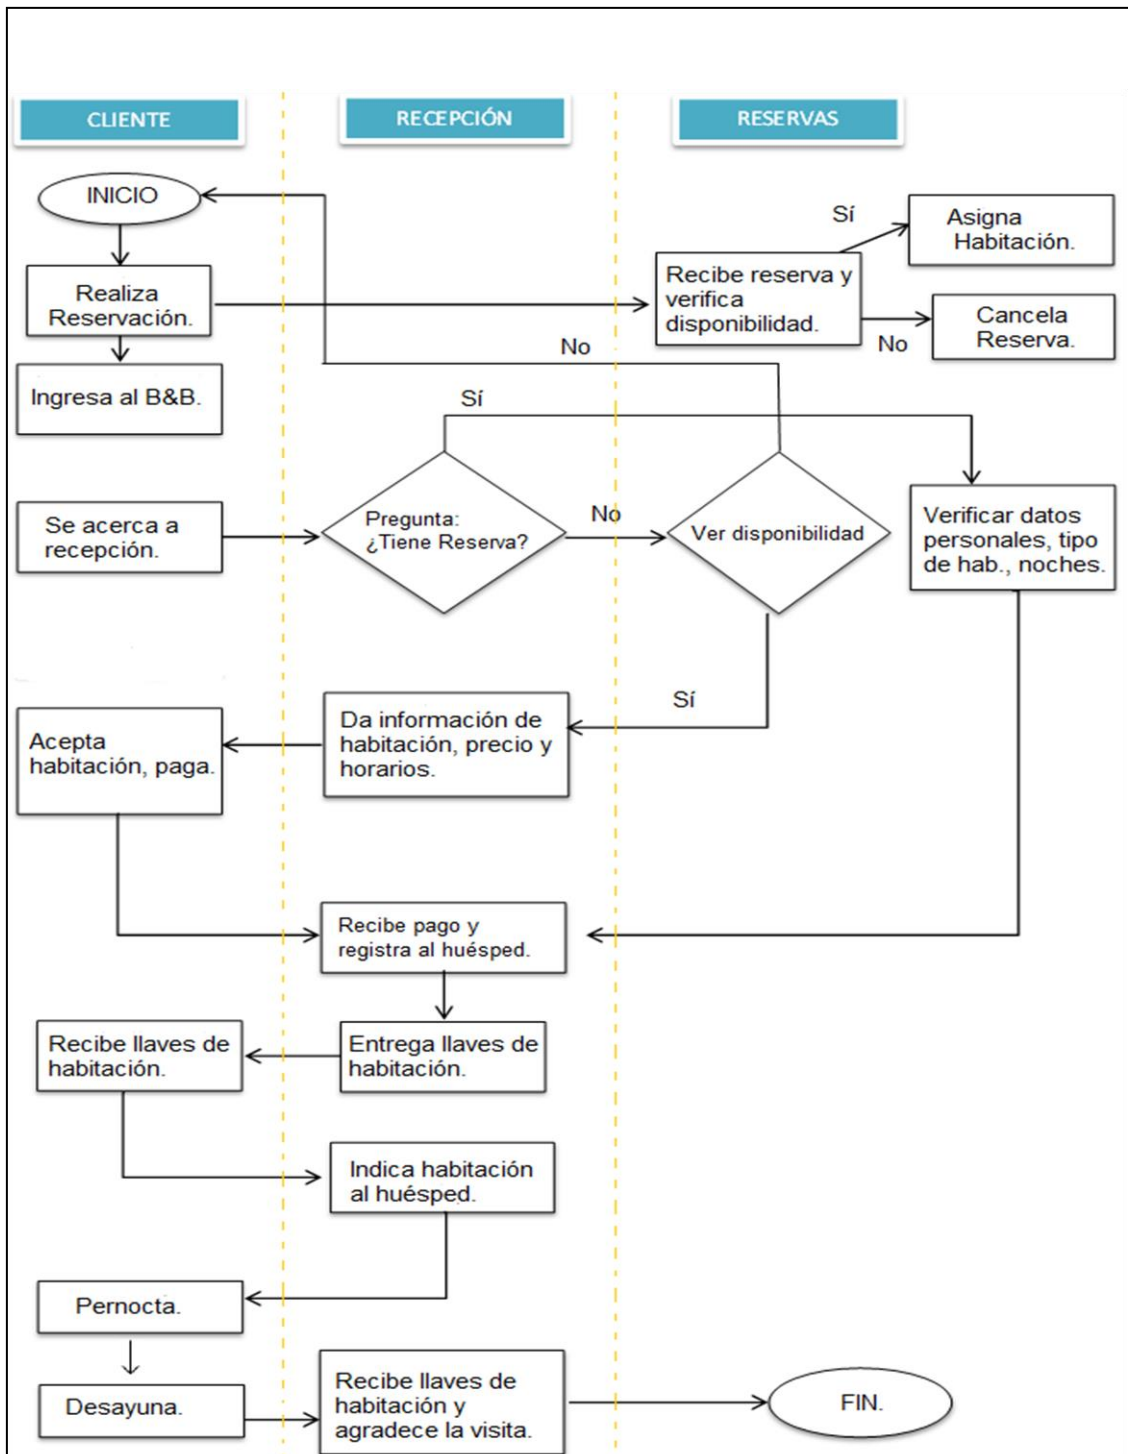 CLIENTE
RECEPCIÓN
RESERVAS
INICIO
Sí
Asigna
Habitación.
Realiza
Reservación.
Recibe reserva y
verifica
disponibilidad.
No
Cancela
Reserva.
No
Ingresa al B&B.
Sí
Se acerca a
recepción.
Pregunta:
¿Tiene Reserva?
No
Ver disponibilidad
Verificar datos
personales, tipo
de hab., noches.
Sí
Da información de
habitación, precio y
horarios.
Acepta
habitación, paga.
Recibe pago y
registra al huésped.
Recibe llaves de
habitación.
Entrega llaves de
habitación.
Indica habitación
al huésped.
Pernocta.
Desayuna.
Recibe llaves de
habitación y
agradece la visita.
FIN.